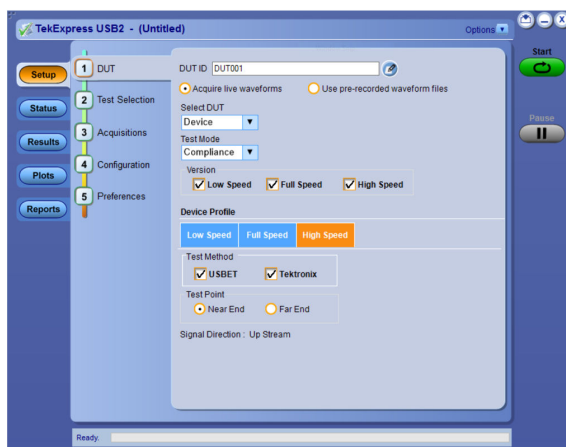 TekExpress USB2 - (Untitled)
Options
Start
Setup
Status
Results
Plots
Reports
1 DUT
2 Test Selection
3 Acquisitions
4 Configuration
5 Preferences
DUT ID DUT001
Acquire live waveforms Use pre-recorded waveform files
Select DUT
Device
Test Mode
Compliance
Version
Low Speed Full Speed High Speed
Device Profile
Low Speed Full Speed High Speed
Test Method
USBET Tektronix
Test Point
Near End Far End
Signal Direction : Up Stream
Pause
Ready.